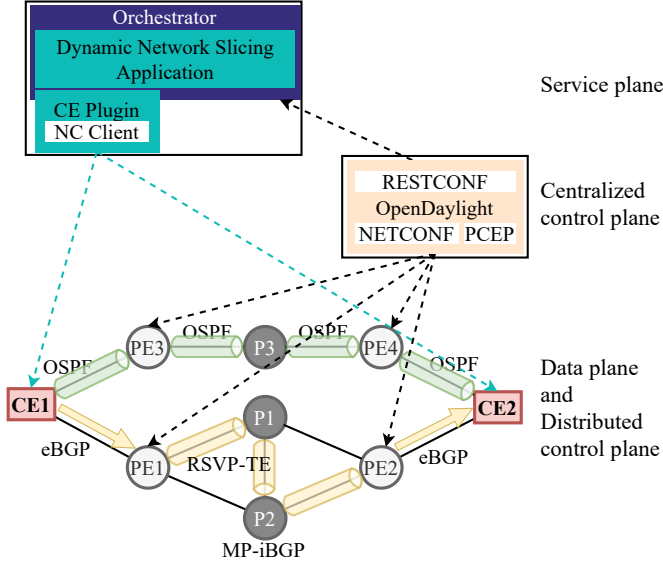 Orchestrator
Dynamic Network Slicing
Application
CE Plugin
NC Client
Service plane
RESTCONF
OpenDaylight
NETCONF PCEP
Centralized
control plane
OSPF
PE3
OSPF
P3
OSPF
PE4
OSPF
CE1
CE2
Data plane
and
Distributed
control plane
eBGP
PE1
RSVP-TE
P1
P2
PE2
eBGP
MP-iBGP